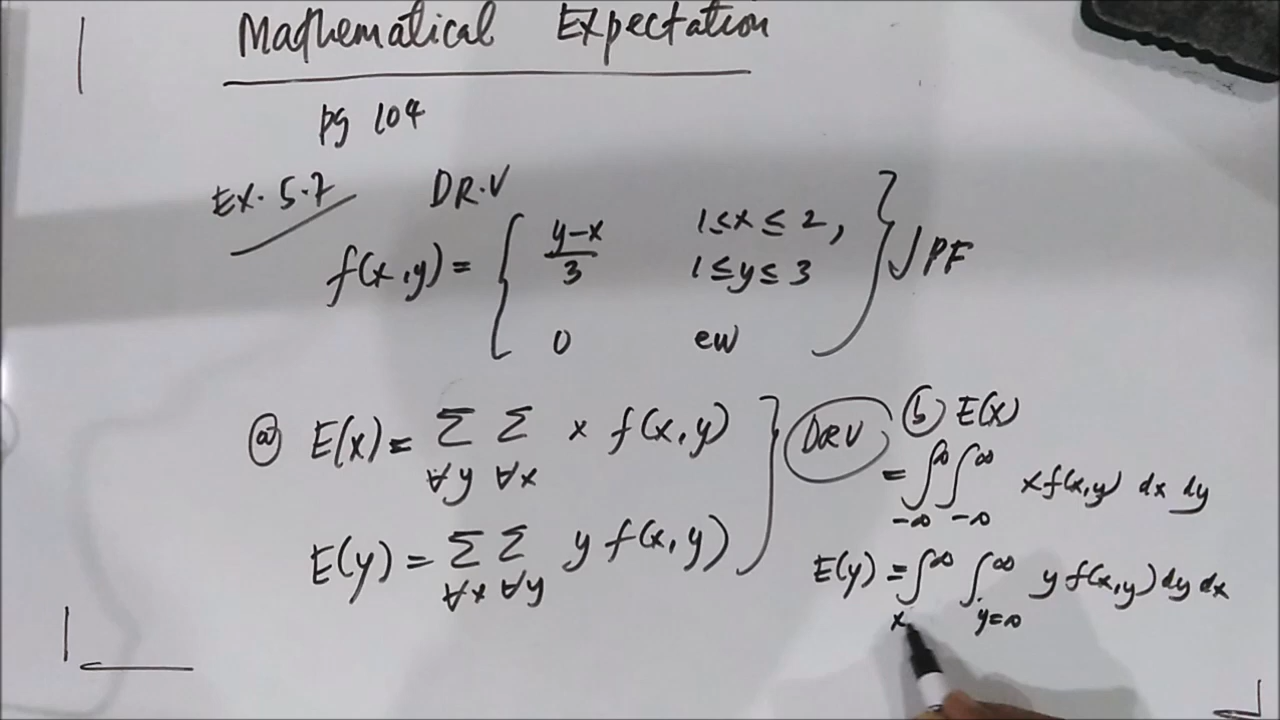 Mathematical Expectation
pg 104
Ex. 5.7 DR.V
f(x,y) = { y-x/3 1≤x≤2, 1≤y≤3 } JPF
0 ew
ⓐ E(x) = Σ∀y Σ∀x x f(x,y)
E(y) = Σ∀x Σ∀y y f(x,y)
DRV
ⓑ E(x)
= ∫-∞^∞ ∫-∞^∞ x f(x,y) dx dy
E(y) = ∫x^∞ ∫y=∞^∞ y f(x,y) dy dx